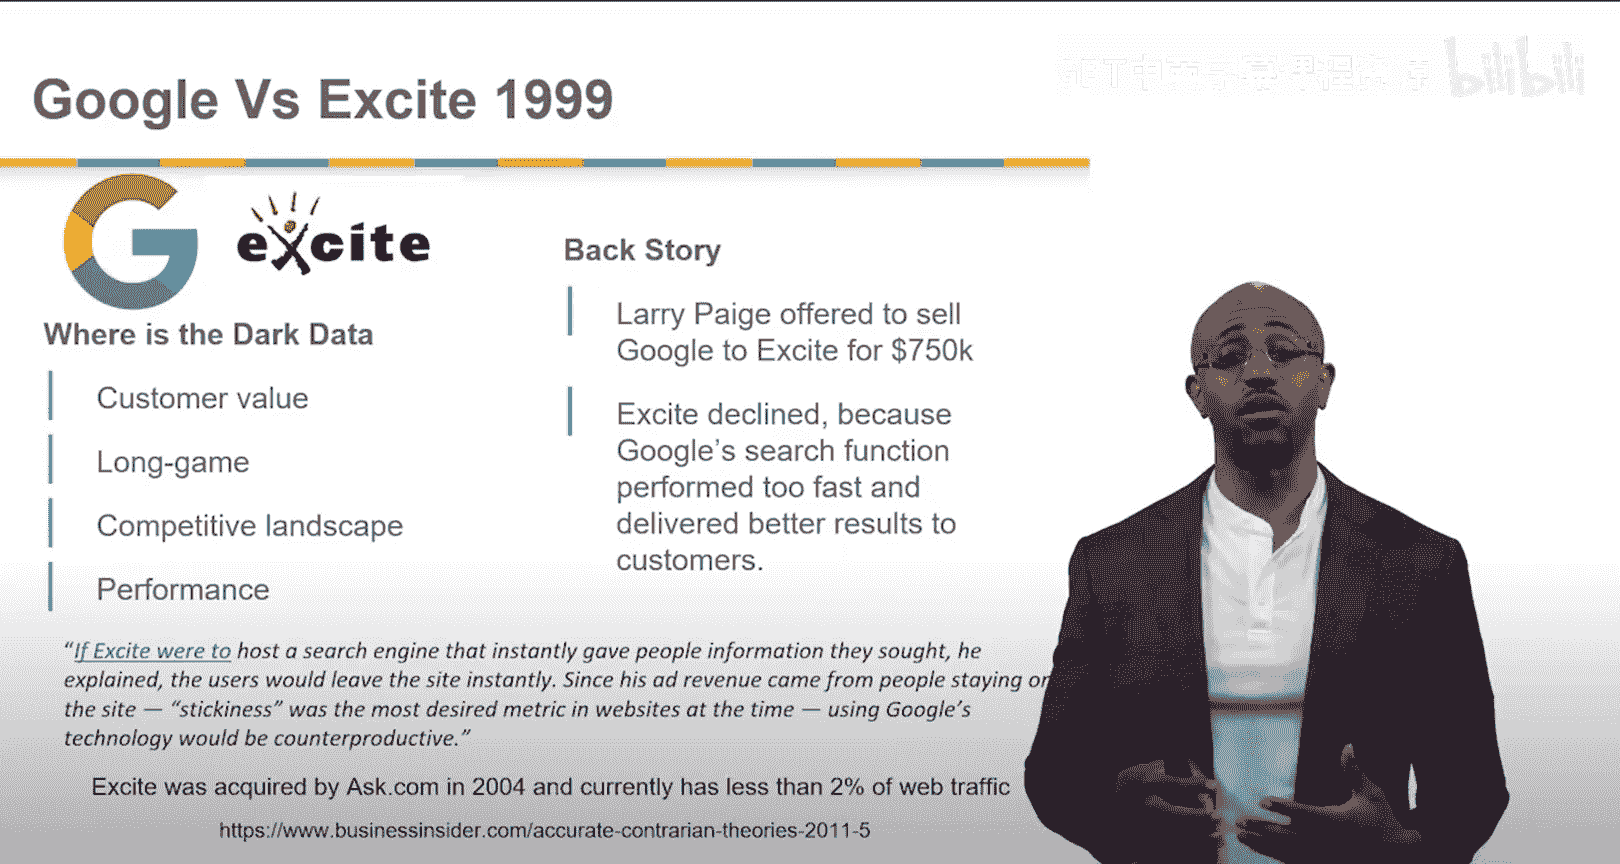 Google Vs Excite 1999
bilibili
excite
Where is the Dark Data
Customer value
Long-game
Competitive landscape
Performance
Back Story
Larry Paige offered to sell
Google to Excite for $750k
Excite declined, because
Google’s search function
performed too fast and
delivered better results to
customers.
“If Excite were to host a search engine that instantly gave people information they sought, he
explained, the users would leave the site instantly. Since his ad revenue came from people staying on
the site — “stickiness” was the most desired metric in websites at the time — using Google’s
technology would be counterproductive.”
Excite was acquired by Ask.com in 2004 and currently has less than 2% of web traffic
https://www.businessinsider.com/accurate-contrarian-theories-2011-5